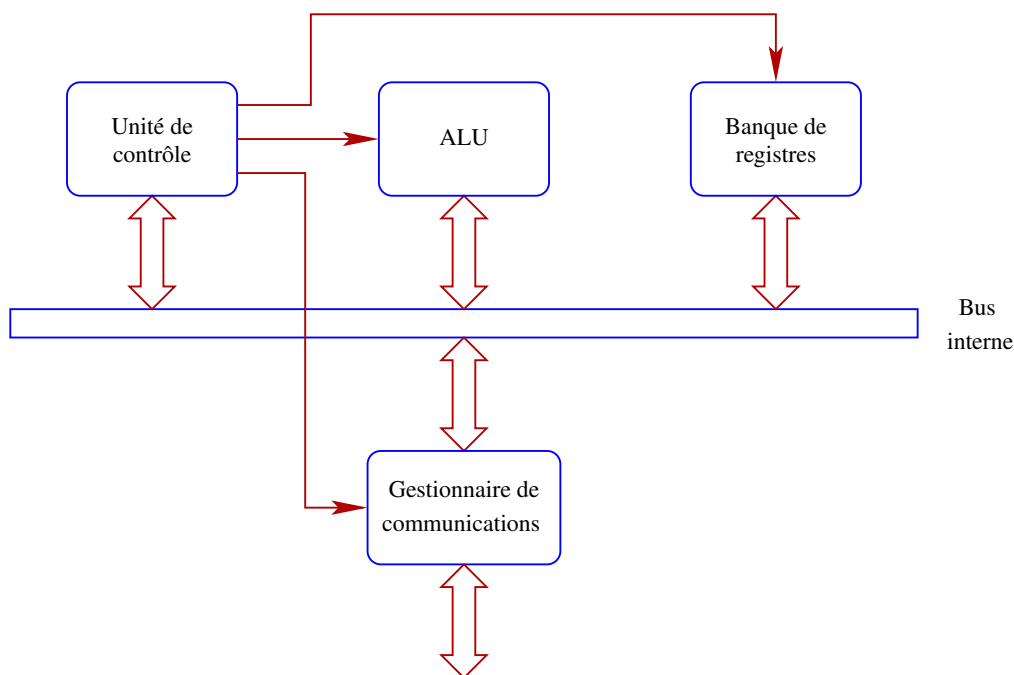 Unité de
contrôle
ALU
Banque de
registres
Bus
interne
Gestionnaire de
communications